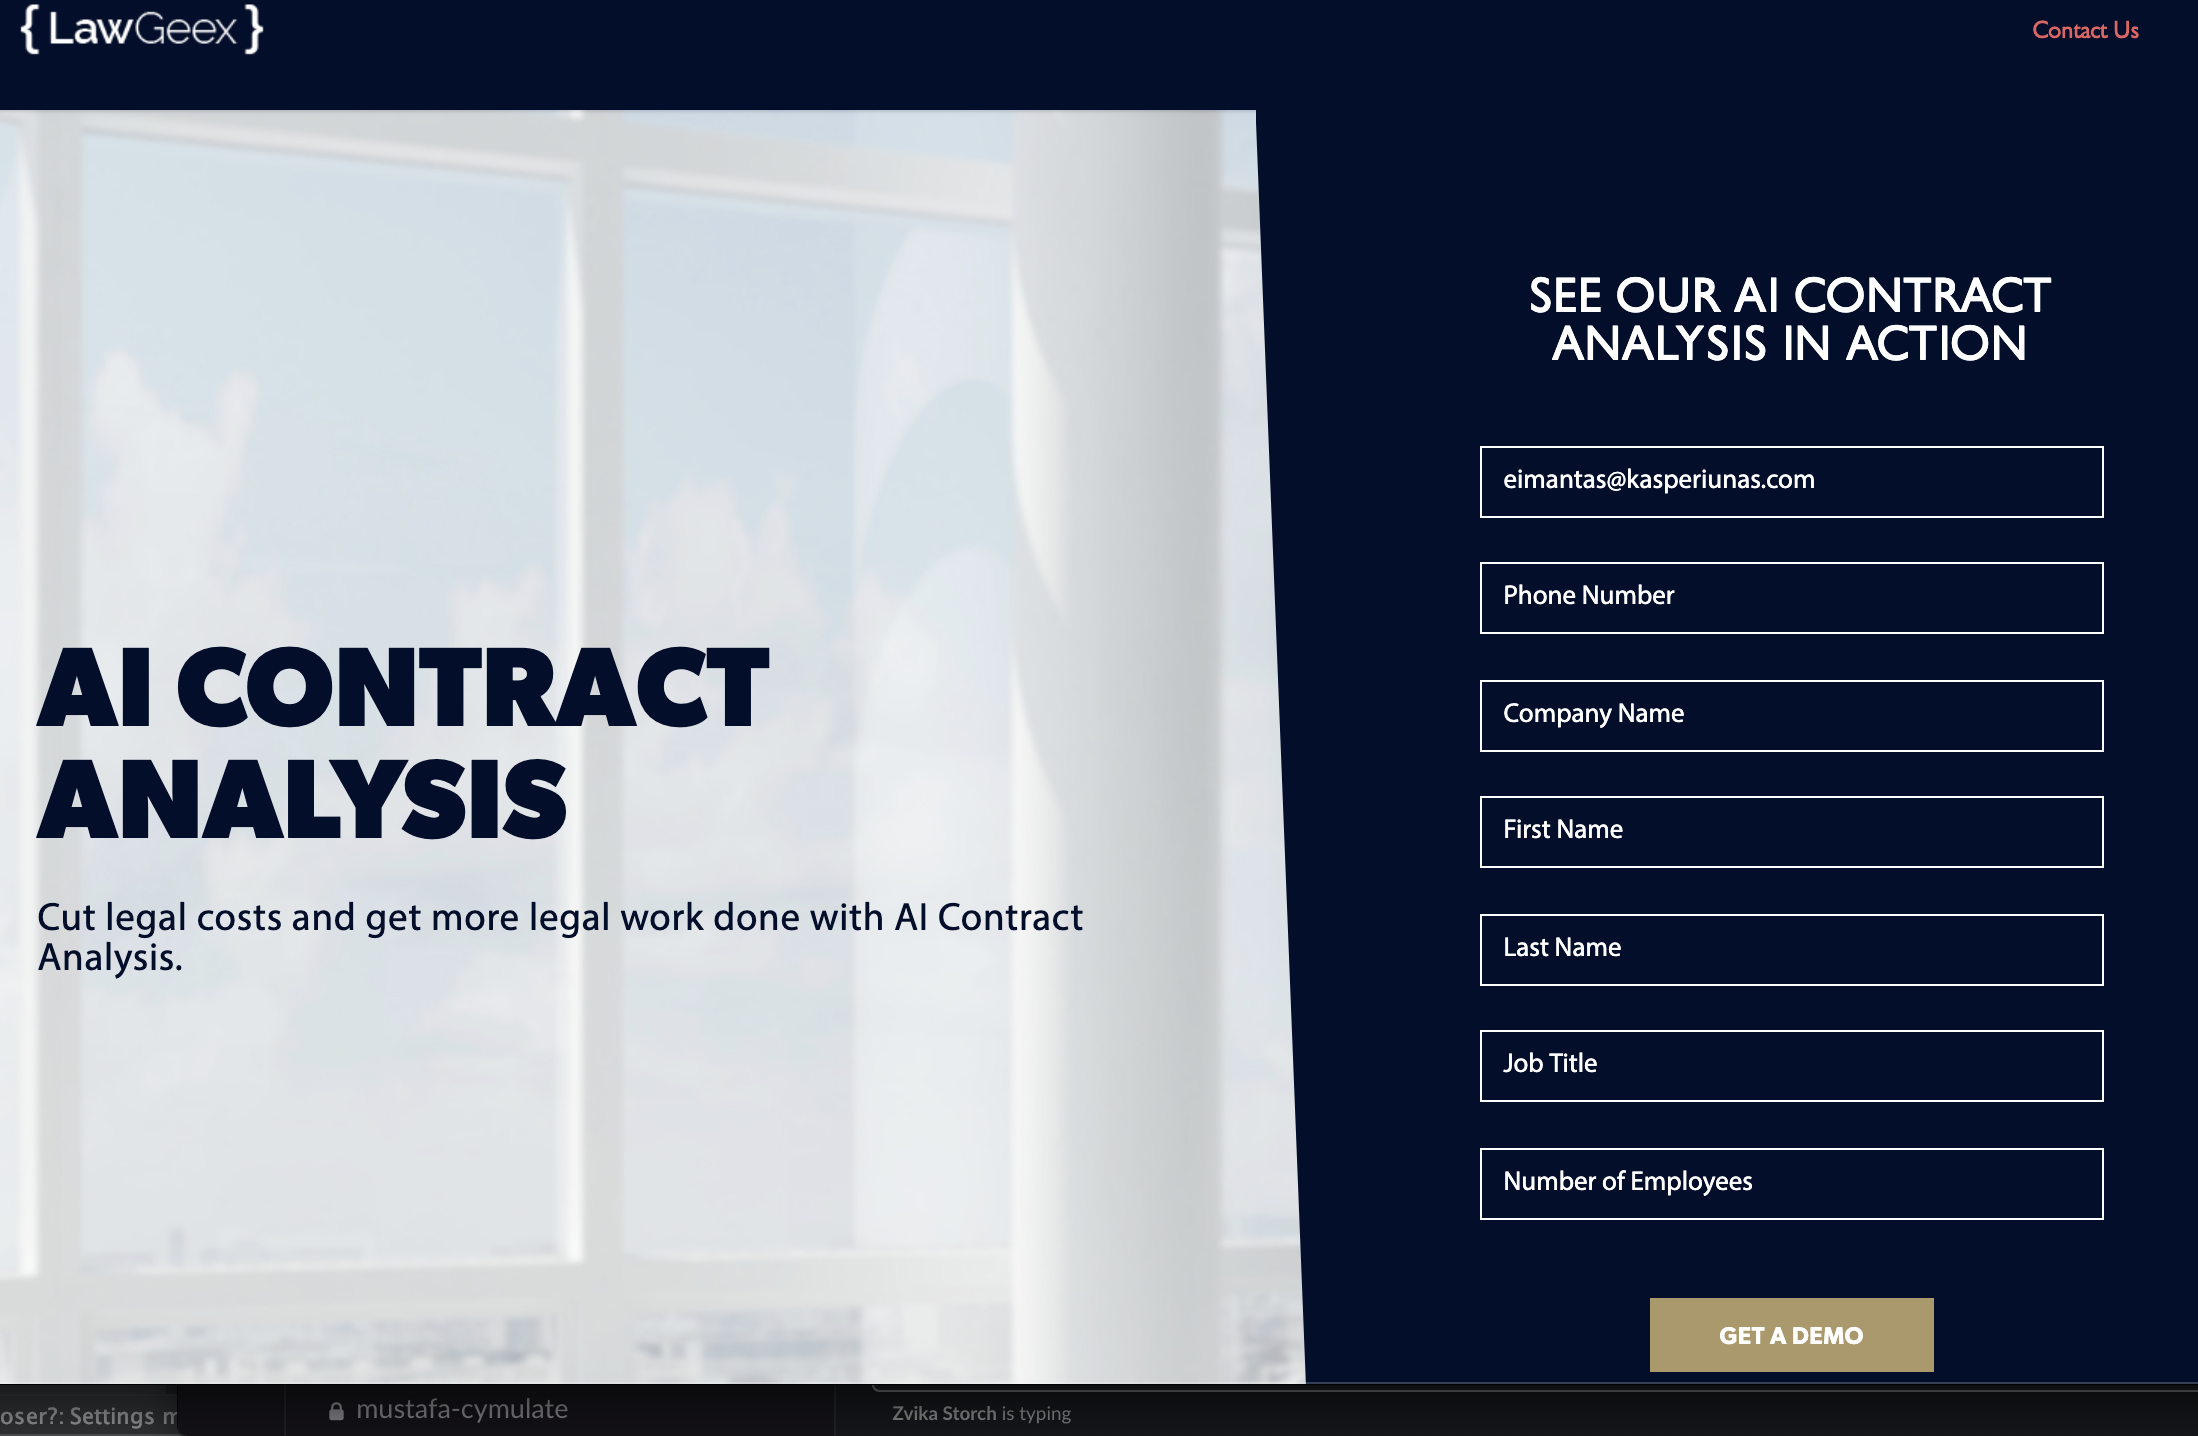 { LawGeex }
Contact Us
AI CONTRACT
ANALYSIS
Cut legal costs and get more legal work done with AI Contract
Analysis.
SEE OUR AI CONTRACT
ANALYSIS IN ACTION
eimantas@kasperiunas.com
Phone Number
Company Name
First Name
Last Name
Job Title
Number of Employees
GET A DEMO
oser?: Settings m
mustafa-cymulate
Zvika Storch is typing